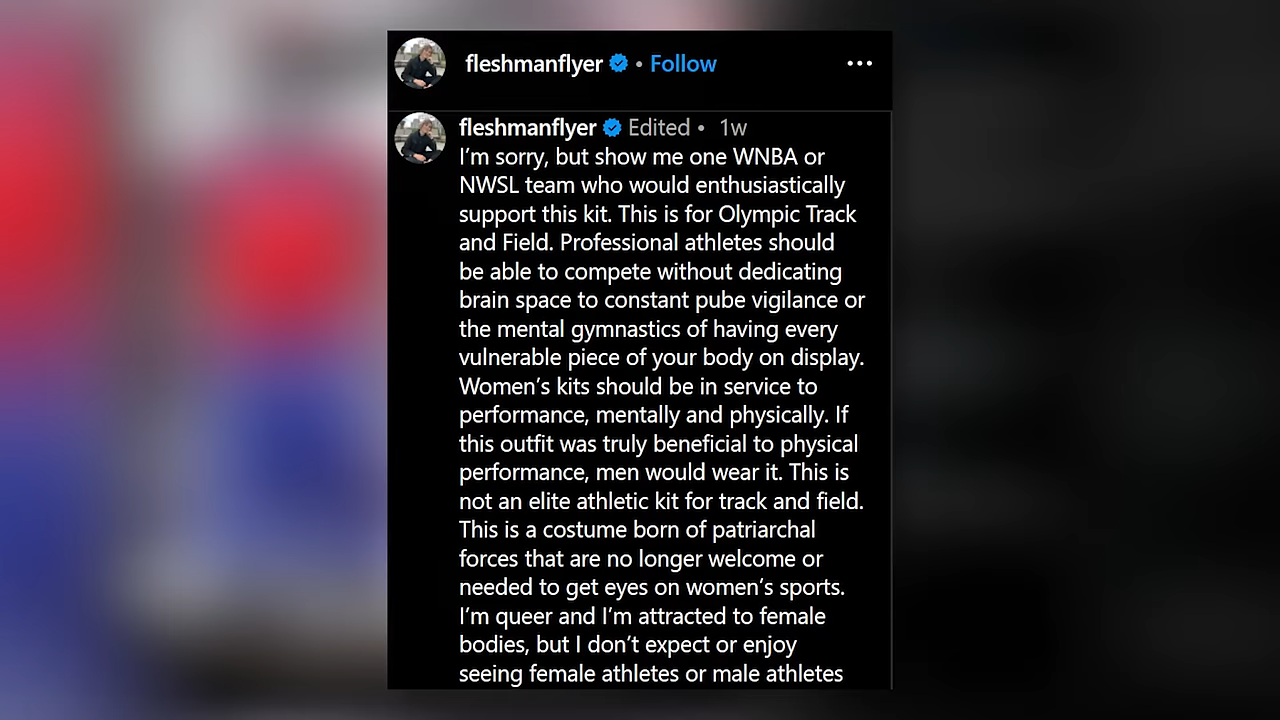 fleshmanflyer • Follow
fleshmanflyer Edited • 1w
I’m sorry, but show me one WNBA or
NWSL team who would enthusiastically
support this kit. This is for Olympic Track
and Field. Professional athletes should
be able to compete without dedicating
brain space to constant pube vigilance or
the mental gymnastics of having every
vulnerable piece of your body on display.
Women’s kits should be in service to
performance, mentally and physically. If
this outfit was truly beneficial to physical
performance, men would wear it. This is
not an elite athletic kit for track and field.
This is a costume born of patriarchal
forces that are no longer welcome or
needed to get eyes on women’s sports.
I’m queer and I’m attracted to female
bodies, but I don’t expect or enjoy
seeing female athletes or male athletes